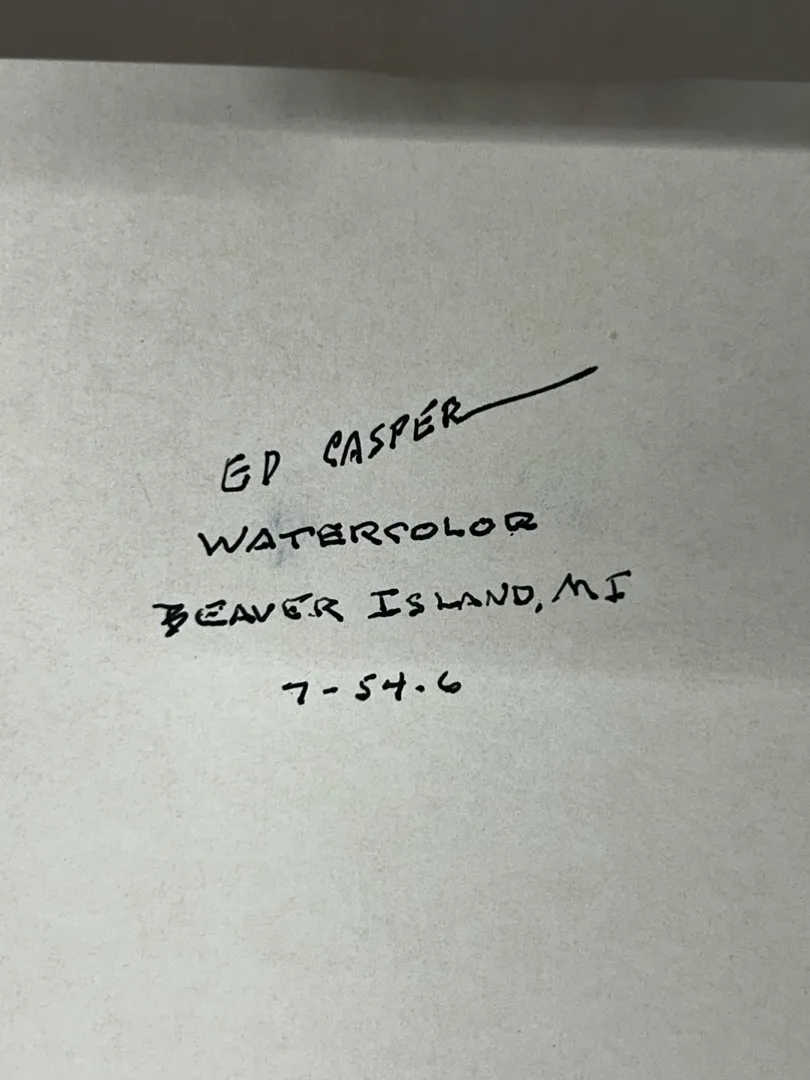 ED CASPER
WATERCOLOR
BEAVER ISLAND, MI
7-54.6